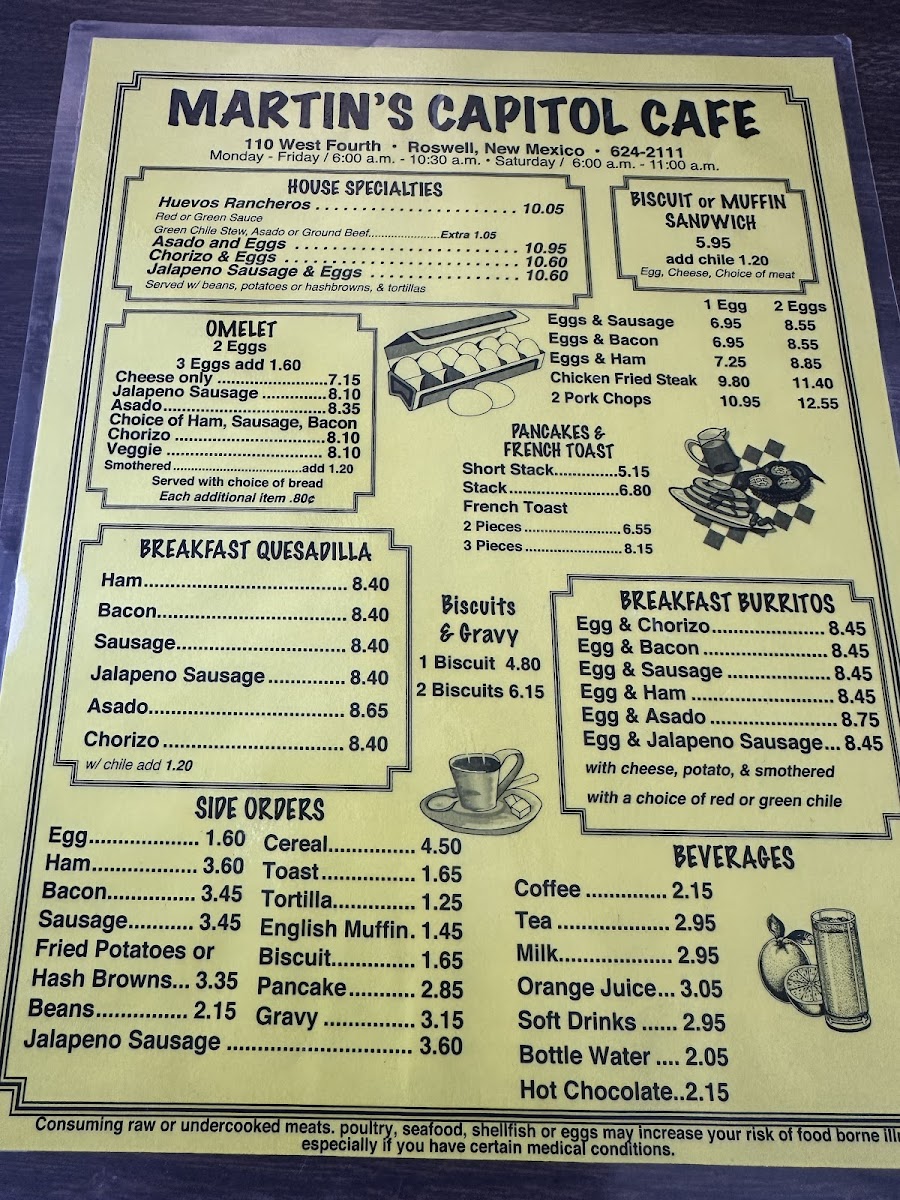 MARTIN'S CAPITOL CAFE
110 West Fourth • Roswell, New Mexico • 624-2111
Monday - Friday / 6:00 a.m. - 10:30 a.m. • Saturday / 6:00 a.m. - 11:00 a.m.
HOUSE SPECIALTIES
Huevos Rancheros ........................ 10.05
Red or Green Sauce
Green Chile Stew, Asado or Ground Beef....................Extra 1.05
Asado and Eggs .......................... 10.95
Chorizo & Eggs ........................... 10.60
Jalapeno Sausage & Eggs .................. 10.60
Served w/ beans, potatoes or hashbrowns, & tortillas
BISCUIT or MUFFIN
SANDWICH
5.95
add chile 1.20
Egg, Cheese, Choice of meat
OMELET
2 Eggs
3 Eggs add 1.60
Cheese only ...................7.15
Jalapeno Sausage .............8.10
Asado............................8.35
Choice of Ham, Sausage, Bacon
Chorizo ..........................8.10
Veggie ...........................8.10
Smothered ..................................add 1.20
Served with choice of bread
Each additional item .80¢
1 Egg 2 Eggs
Eggs & Sausage 6.95 8.55
Eggs & Bacon 6.95 8.55
Eggs & Ham 7.25 8.85
Chicken Fried Steak 9.80 11.40
2 Pork Chops 10.95 12.55
PANCAKES &
FRENCH TOAST
Short Stack..............5.15
Stack......................6.80
French Toast
2 Pieces .....................6.55
3 Pieces .....................8.15
BREAKFAST QUESADILLA
Ham.................................. 8.40
Bacon................................ 8.40
Sausage............................. 8.40
Jalapeno Sausage ............... 8.40
Asado................................ 8.65
Chorizo ............................. 8.40
w/ chile add 1.20
Biscuits
& Gravy
1 Biscuit 4.80
2 Biscuits 6.15
BREAKFAST BURRITOS
Egg & Chorizo...................... 8.45
Egg & Bacon ........................ 8.45
Egg & Sausage .................... 8.45
Egg & Ham ......................... 8.45
Egg & Asado ....................... 8.75
Egg & Jalapeno Sausage... 8.45
with cheese, potato, & smothered
with a choice of red or green chile
SIDE ORDERS
Egg.................... 1.60
Ham................... 3.60
Bacon................ 3.45
Sausage........... 3.45
Fried Potatoes or
Hash Browns... 3.35
Beans................ 2.15
Jalapeno Sausage ................................. 3.60
Cereal................ 4.50
Toast................. 1.65
Tortilla............... 1.25
English Muffin. 1.45
Biscuit............... 1.65
Pancake............ 2.85
Gravy ................ 3.15
BEVERAGES
Coffee ............. 2.15
Tea .................... 2.95
Milk.................... 2.95
Orange Juice... 3.05
Soft Drinks ...... 2.95
Bottle Water .... 2.05
Hot Chocolate..2.15
Consuming raw or undercooked meats. poultry, seafood, shellfish or eggs may increase your risk of food borne
especially if you have certain medical conditions.